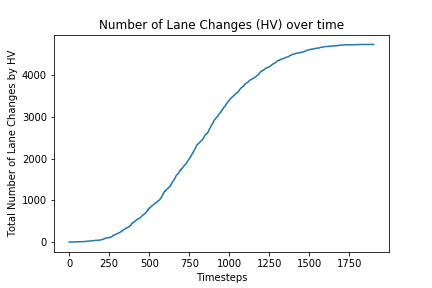 Number of Lane Changes (HV) over time
Total Number of Lane Changes by HV
4000
3000
2000
1000
0
0 250 500 750 1000 1250 1500 1750
Timesteps